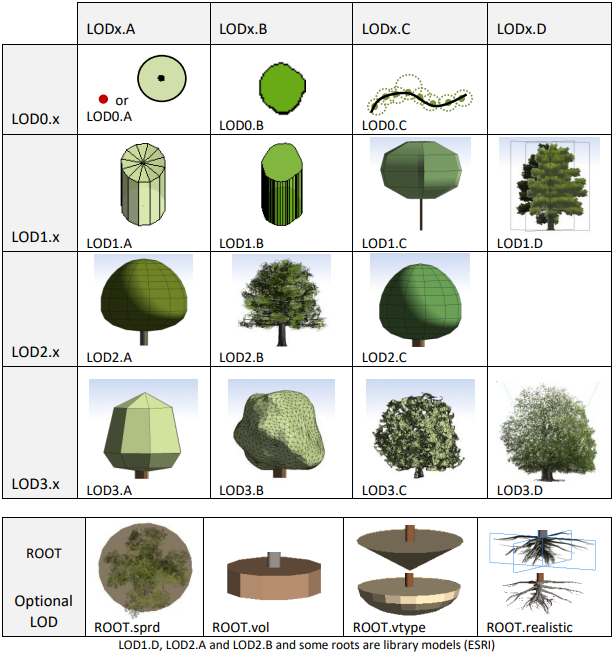 LODx.A LODx.B LODx.C LODx.D
LOD0.x
or
LOD0.A
LOD0.B
LOD0.C
LOD1.x
LOD1.A
LOD1.B
LOD1.C
LOD1.D
LOD2.x
LOD2.A
LOD2.B
LOD2.C
LOD3.x
LOD3.A
LOD3.B
LOD3.C
LOD3.D
ROOT
Optional
LOD
ROOT.sprd
ROOT.vol
ROOT.vtype
ROOT.realistic
LOD1.D, LOD2.A and LOD2.B and some roots are library models (ESRI)